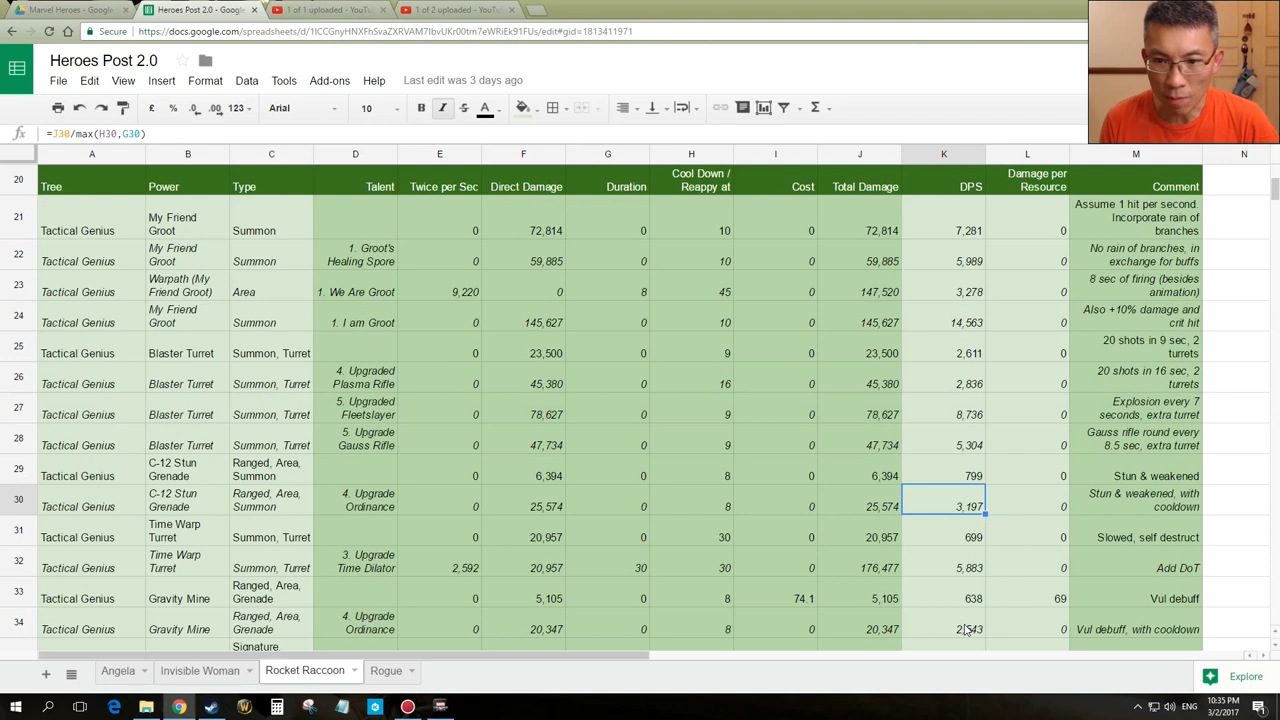 Marvel Heroes - Google
Heroes Post 2.0 - Google
1 of 1 uploaded - YouTu
1 of 2 uploaded - YouTu
Secure
Heroes Post 2.0
File Edit View Insert Format Data Tools Add-ons Help Last edit was 3 days ago
£ % .0 .00 123 Arial 10 B I S A Σ
fx =J30/max(H30,G30)
A B C D E F G H I J K L M N
20 Tree Power Type Talent Twice per Sec Direct Damage Duration Cool Down / Reappy at Cost Total Damage DPS Damage per Resource Comment
21 Tactical Genius My Friend Groot Summon 0 72,814 0 10 0 72,814 7,281 0 Assume 1 hit per second. Incorporate rain of branches
22 Tactical Genius My Friend Groot Summon 1. Groot's Healing Spore 0 59,885 0 10 0 59,885 5,989 0 No rain of branches, in exchange for buffs
23 Tactical Genius Warpath (My Friend Groot) Area 1. We Are Groot 9,220 0 8 45 0 147,520 3,278 0 8 sec of firing (besides animation)
24 Tactical Genius My Friend Groot Summon 1. I am Groot 0 145,627 0 10 0 145,627 14,563 0 Also +10% damage and crit hit
25 Tactical Genius Blaster Turret Summon, Turret 0 23,500 0 9 0 23,500 2,611 0 20 shots in 9 sec, 2 turrets
26 Tactical Genius Blaster Turret Summon, Turret 4. Upgraded Plasma Rifle 0 45,380 0 16 0 45,380 2,836 0 20 shots in 16 sec, 2 turrets
27 Tactical Genius Blaster Turret Summon, Turret 5. Upgraded Fleetslayer 0 78,627 0 9 0 78,627 8,736 0 Explosion every 7 seconds, extra turret
28 Tactical Genius Blaster Turret Summon, Turret 5. Upgrade Gauss Rifle 0 47,734 0 9 0 47,734 5,304 0 Gauss rifle round every 8.5 sec, extra turret
29 Tactical Genius C-12 Stun Grenade Ranged, Area, Summon 0 6,394 0 8 0 6,394 799 0 Stun & weakened
30 Tactical Genius C-12 Stun Grenade Ranged, Area, Summon 4. Upgrade Ordinance 0 25,574 0 8 0 25,574 3,197 0 Stun & weakened, with cooldown
31 Tactical Genius Time Warp Turret Summon, Turret 0 20,957 0 30 0 20,957 699 0 Slowed, self destruct
32 Tactical Genius Time Warp Turret Summon, Turret 3. Upgrade Time Dilator 2,592 20,957 30 30 0 176,477 5,883 0 Add DoT
33 Tactical Genius Gravity Mine Ranged, Area, Grenade 0 5,105 0 8 74.1 5,105 638 69 Vul debuff
34 Tactical Genius Gravity Mine Ranged, Area, Grenade 4. Upgrade Ordinance 0 20,347 0 8 0 20,347 2,543 0 Vul debuff, with cooldown
Signature,
Angela Invisible Woman Rocket Raccoon Rogue Explore
10:35 PM
3/2/2017